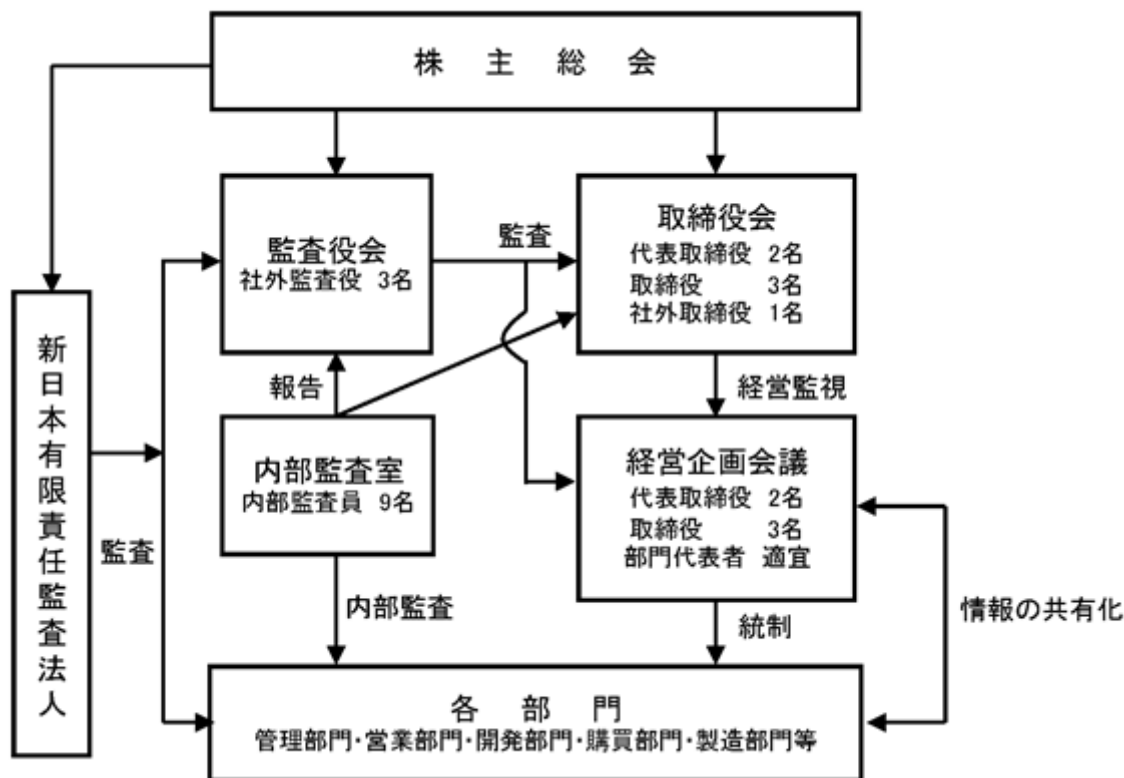 株主総会
監査役会
社外監査役 3名
監査
取締役会
代表取締役 2名
取締役 3名
社外取締役 1名
新日本有限責任監査法人
報告
経営監視
内部監査室
内部監査員 9名
経営企画会議
代表取締役 2名
取締役 3名
部門代表者 適宜
監査
内部監査
統制
情報の共有化
各部門
管理部門・営業部門・開発部門・購買部門・製造部門等